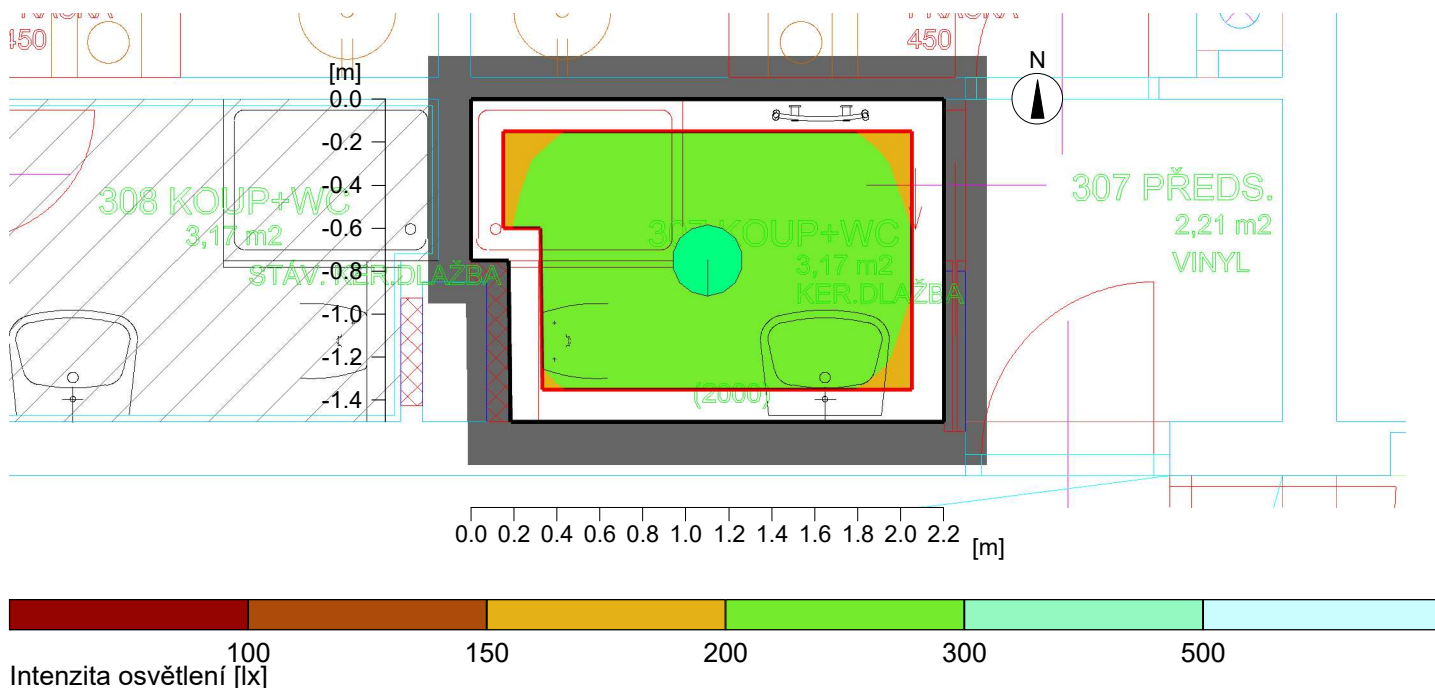 450
450
[m]
N
0.0
-0.2
-0.4
-0.6
-0.8
-1.0
-1.2
-1.4
308 KOUP+WC
3,17 m2
STÁV. KER.DLAŽBA
307 KOUP+WC
3,17 m2
KER.DLAŽBA
(2000)
307 PŘEDS.
2,21 m2
VINYL
0.0 0.2 0.4 0.6 0.8 1.0 1.2 1.4 1.6 1.8 2.0 2.2 [m]
100 150 200 300 500
Intenzita osvětlení [lx]